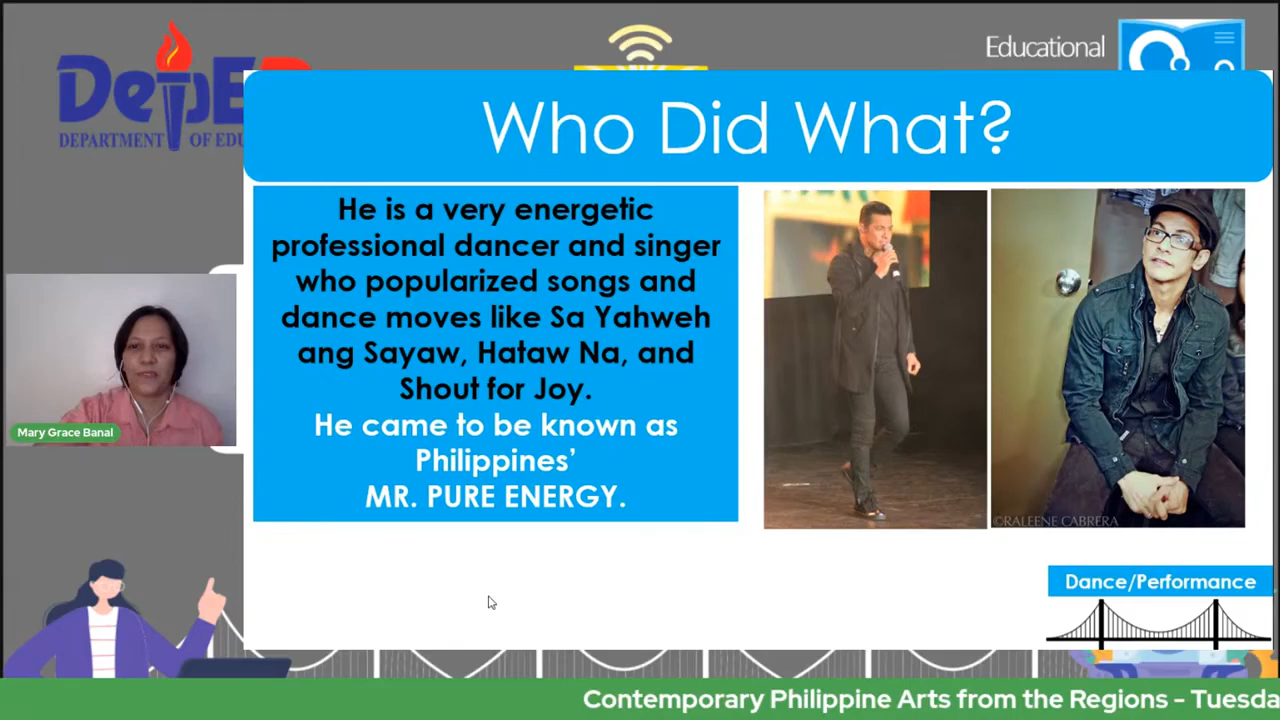 DepED
DEPARTMENT OF EDU
Educational
Who Did What?
He is a very energetic
professional dancer and singer
who popularized songs and
dance moves like Sa Yahweh
ang Sayaw, Hataw Na, and
Shout for Joy.
He came to be known as
Philippines’
MR. PURE ENERGY.
Mary Grace Banal
©RALEENE CABRERA
Dance/Performance
Contemporary Philippine Arts from the Regions - Tuesda